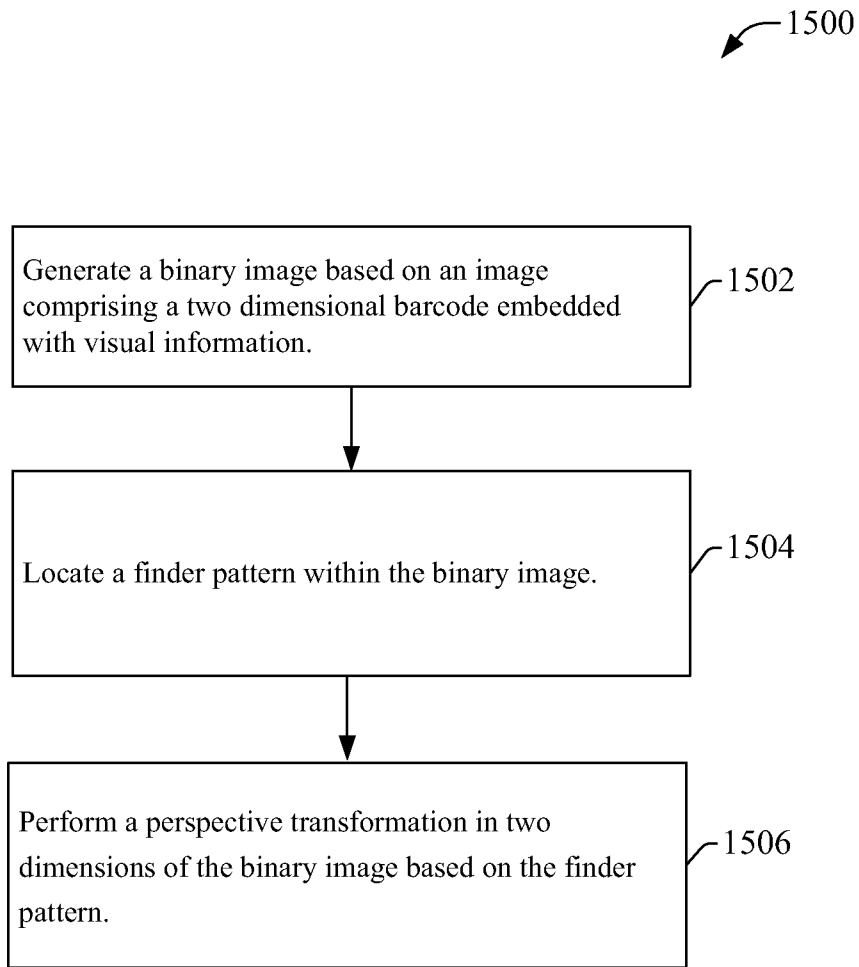 1500
Generate a binary image based on an image
comprising a two dimensional barcode embedded
with visual information.
1502
Locate a finder pattern within the binary image.
1504
Perform a perspective transformation in two
dimensions of the binary image based on the finder
pattern.
1506